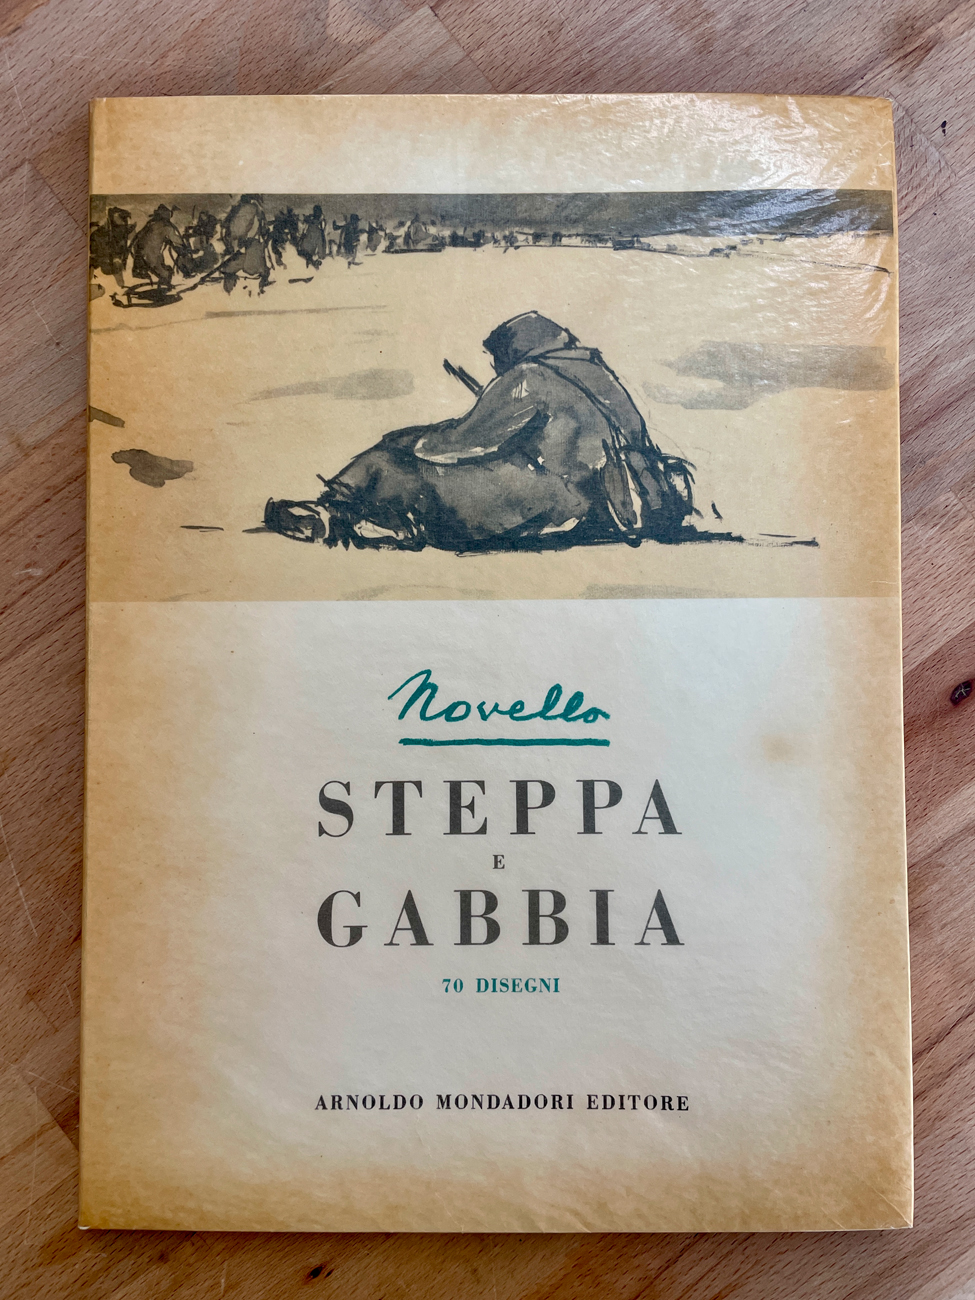 Novello
STEPPA
E
GABBIA
70 DISEGNI
ARNOLDO MONDADORI EDITORE